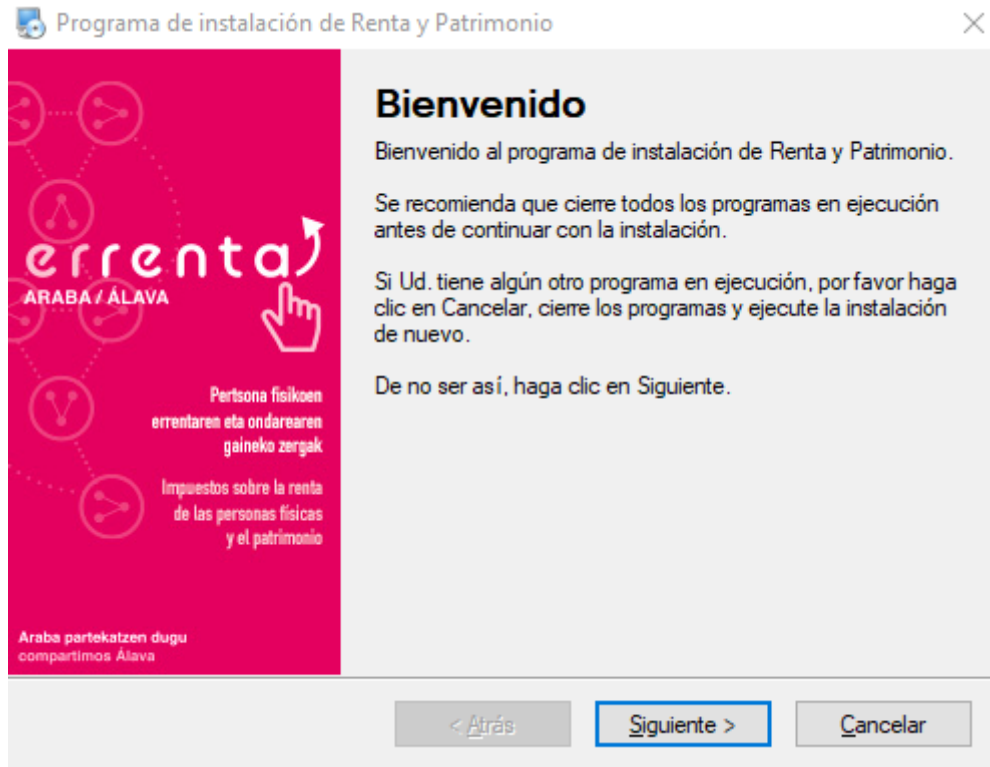 Programa de instalación de Renta y Patrimonio
errenta
ARABA / ÁLAVA
Pertsona fisikoen
errentaren eta ondarearen
gaineko zergak
Impuestos sobre la renta
de las personas físicas
y el patrimonio
Araba partekatzen dugu
compartimos Álava
Bienvenido
Bienvenido al programa de instalación de Renta y Patrimonio.
Se recomienda que cierre todos los programas en ejecución
antes de continuar con la instalación.
Si Ud. tiene algún otro programa en ejecución, por favor haga
clic en Cancelar, cierre los programas y ejecute la instalación
de nuevo.
De no ser así, haga clic en Siguiente.
< Atrás
Siguiente >
Cancelar